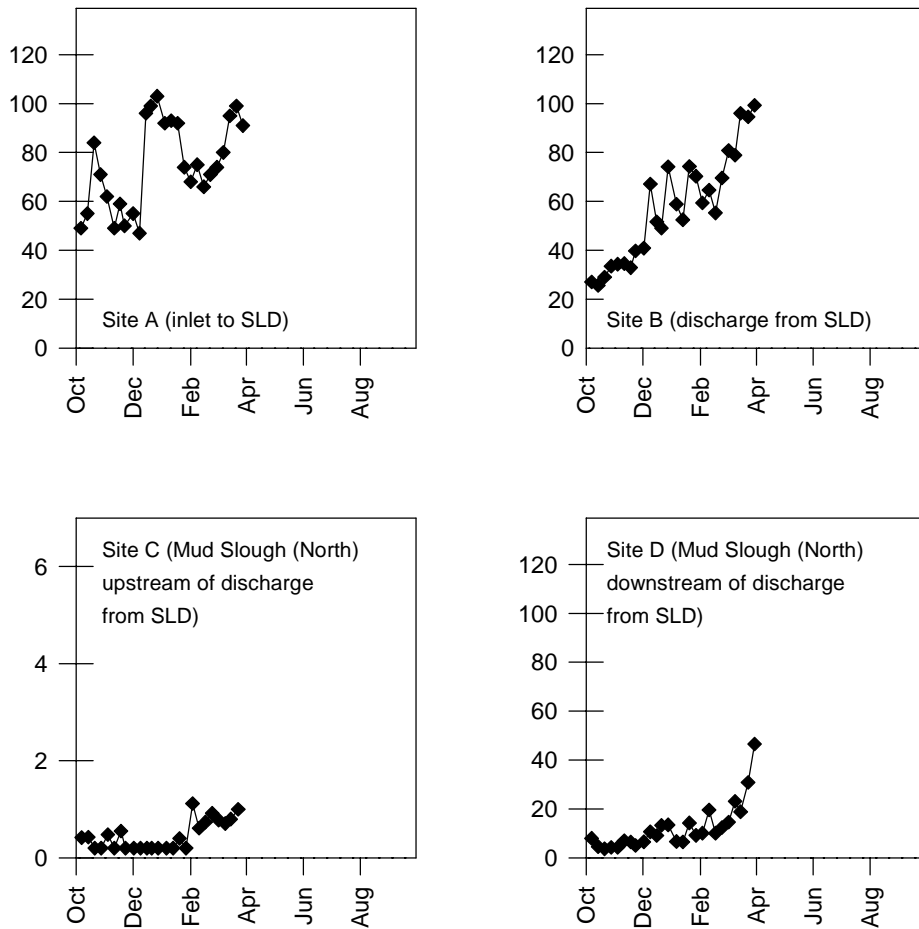 120
100
80
60
40
20
0
Site A (inlet to SLD)
Oct
Dec
Feb
Apr
Jun
Aug
120
100
80
60
40
20
0
Site B (discharge from SLD)
Oct
Dec
Feb
Apr
Jun
Aug
Site C (Mud Slough (North)
upstream of discharge
from SLD)
6
4
2
0
Oct
Dec
Feb
Apr
Jun
Aug
Site D (Mud Slough (North)
downstream of discharge
from SLD)
120
100
80
60
40
20
0
Oct
Dec
Feb
Apr
Jun
Aug